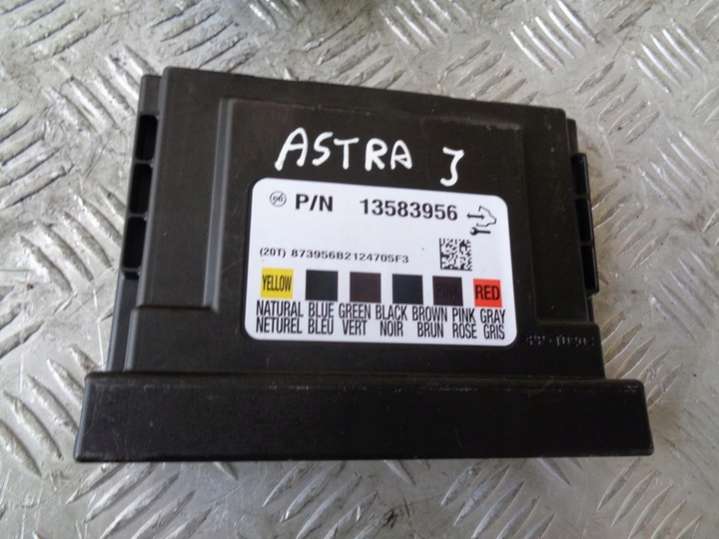 ASTRA J
P/N 13583956
(20T) 873956B2124705F3
YELLOW RED
NATURAL BLUE GREEN BLACK BROWN PINK GRAY
NETUREL BLEU VERT NOIR BRUN ROSE GRIS